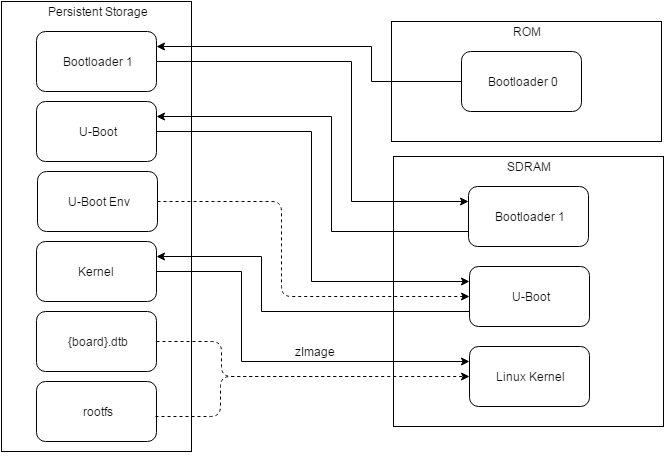 Persistent Storage
Bootloader 1
U-Boot
U-Boot Env
Kernel
{board}.dtb
rootfs
zImage
ROM
Bootloader 0
SDRAM
Bootloader 1
U-Boot
Linux Kernel